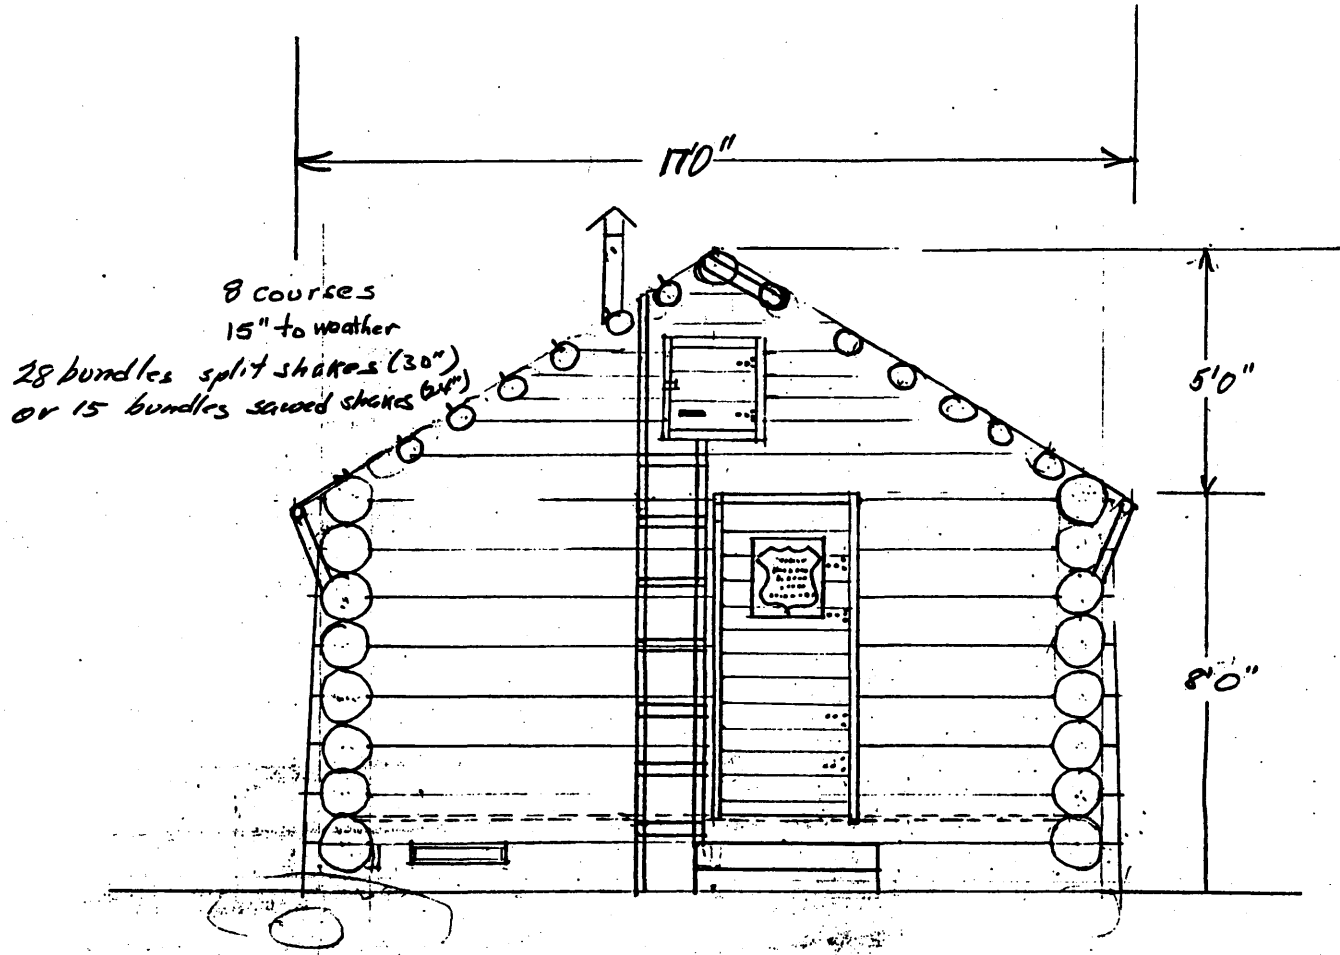 17'0"
8 courses
15" to weather
28 bundles split shakes (30")
or 15 bundles sawed shakes (24")
5'0"
8'0"